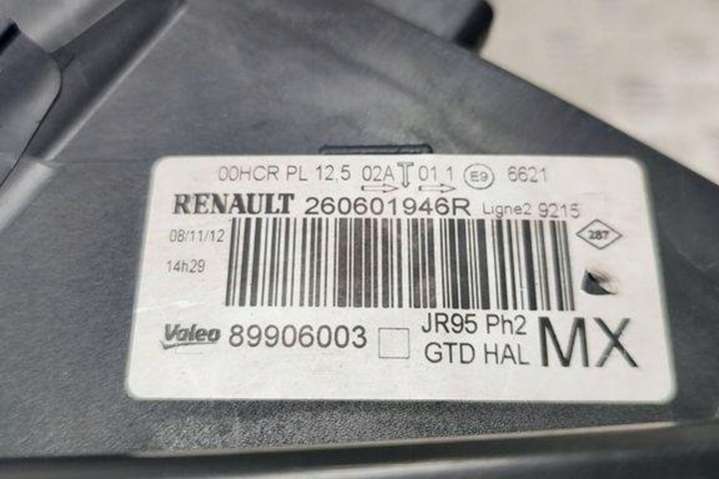 00HCR PL 12,5 02A 01 1 E9 6621
RENAULT 260601946R Ligne2 9215
08/11/12
287
14h29
Valeo 89906003 JR95 Ph2
GTD HAL MX